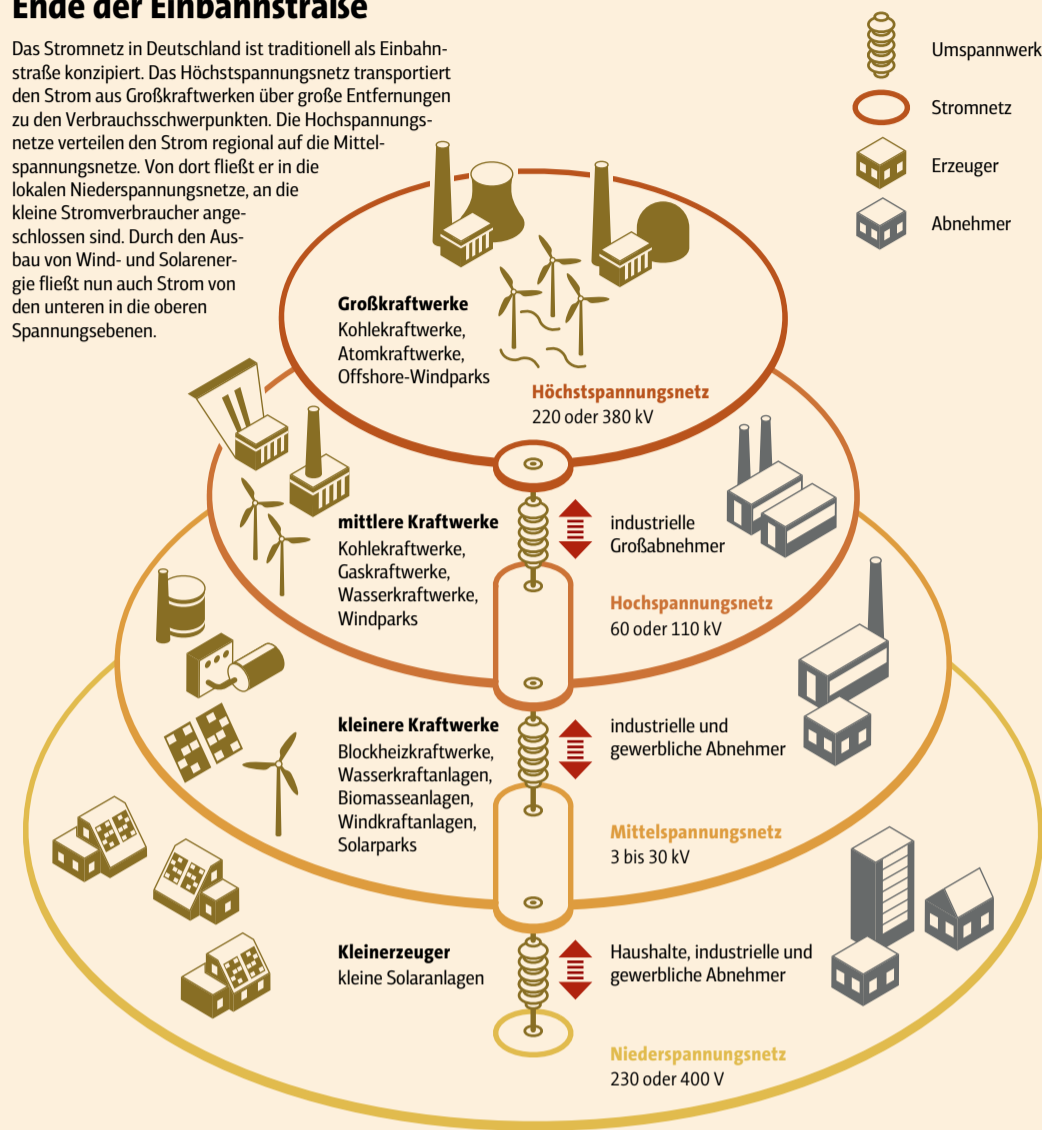 Ende der Einbahnstraße
Das Stromnetz in Deutschland ist traditionell als Einbahn-
straße konzipiert. Das Höchstspannungsnetz transportiert
den Strom aus Großkraftwerken über große Entfernungen
zu den Verbrauchsschwerpunkten. Die Hochspannungs-
netze verteilen den Strom regional auf die Mittel-
spannungsnetze. Von dort fließt er in die
lokalen Niederspannungsnetze, an die
kleine Stromverbraucher ange-
schlossen sind. Durch den Aus-
bau von Wind- und Solarener-
gie fließt nun auch Strom von
den unteren in die oberen
Spannungsebenen.
Umspannwerk
Stromnetz
Erzeuger
Abnehmer
Großkraftwerke
Kohlekraftwerke,
Atomkraftwerke,
Offshore-Windparks
Höchstspannungsnetz
220 oder 380 kV
mittlere Kraftwerke
Kohlekraftwerke,
Gaskraftwerke,
Wasserkraftwerke,
Windparks
industrielle
Großabnehmer
Hochspannungsnetz
60 oder 110 kV
kleinere Kraftwerke
Blockheizkraftwerke,
Wasserkraftanlagen,
Biomasseanlagen,
Windkraftanlagen,
Solarparks
industrielle und
gewerbliche Abnehmer
Mittelspannungsnetz
3 bis 30 kV
Kleinerzeuger
kleine Solaranlagen
Haushalte, industrielle und
gewerbliche Abnehmer
Niederspannungsnetz
230 oder 400 V